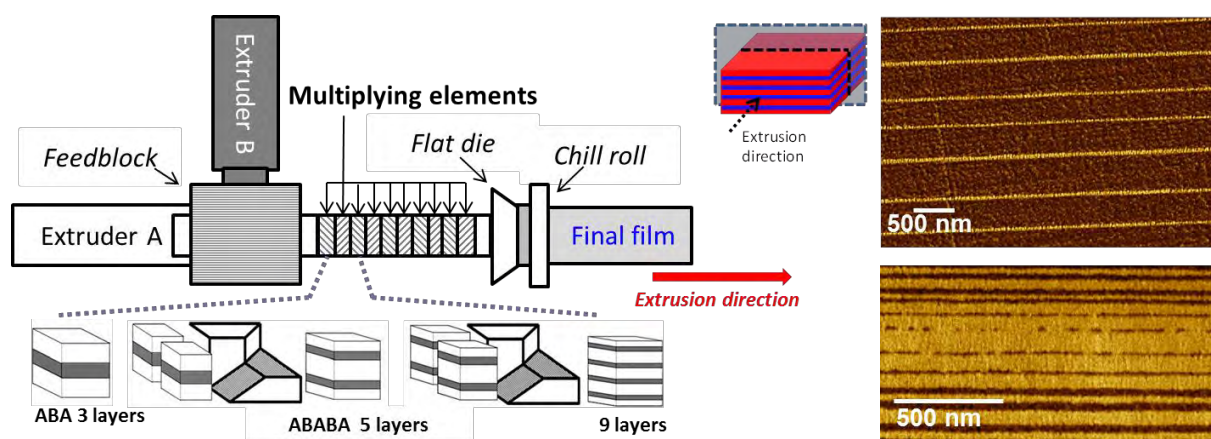 Extruder B
Multiplying elements
Feedblock
Flat die
Chill roll
Extruder A
Final film
Extrusion direction
ABA 3 layers
ABABA 5 layers
9 layers
Extrusion
direction
500 nm
500 nm